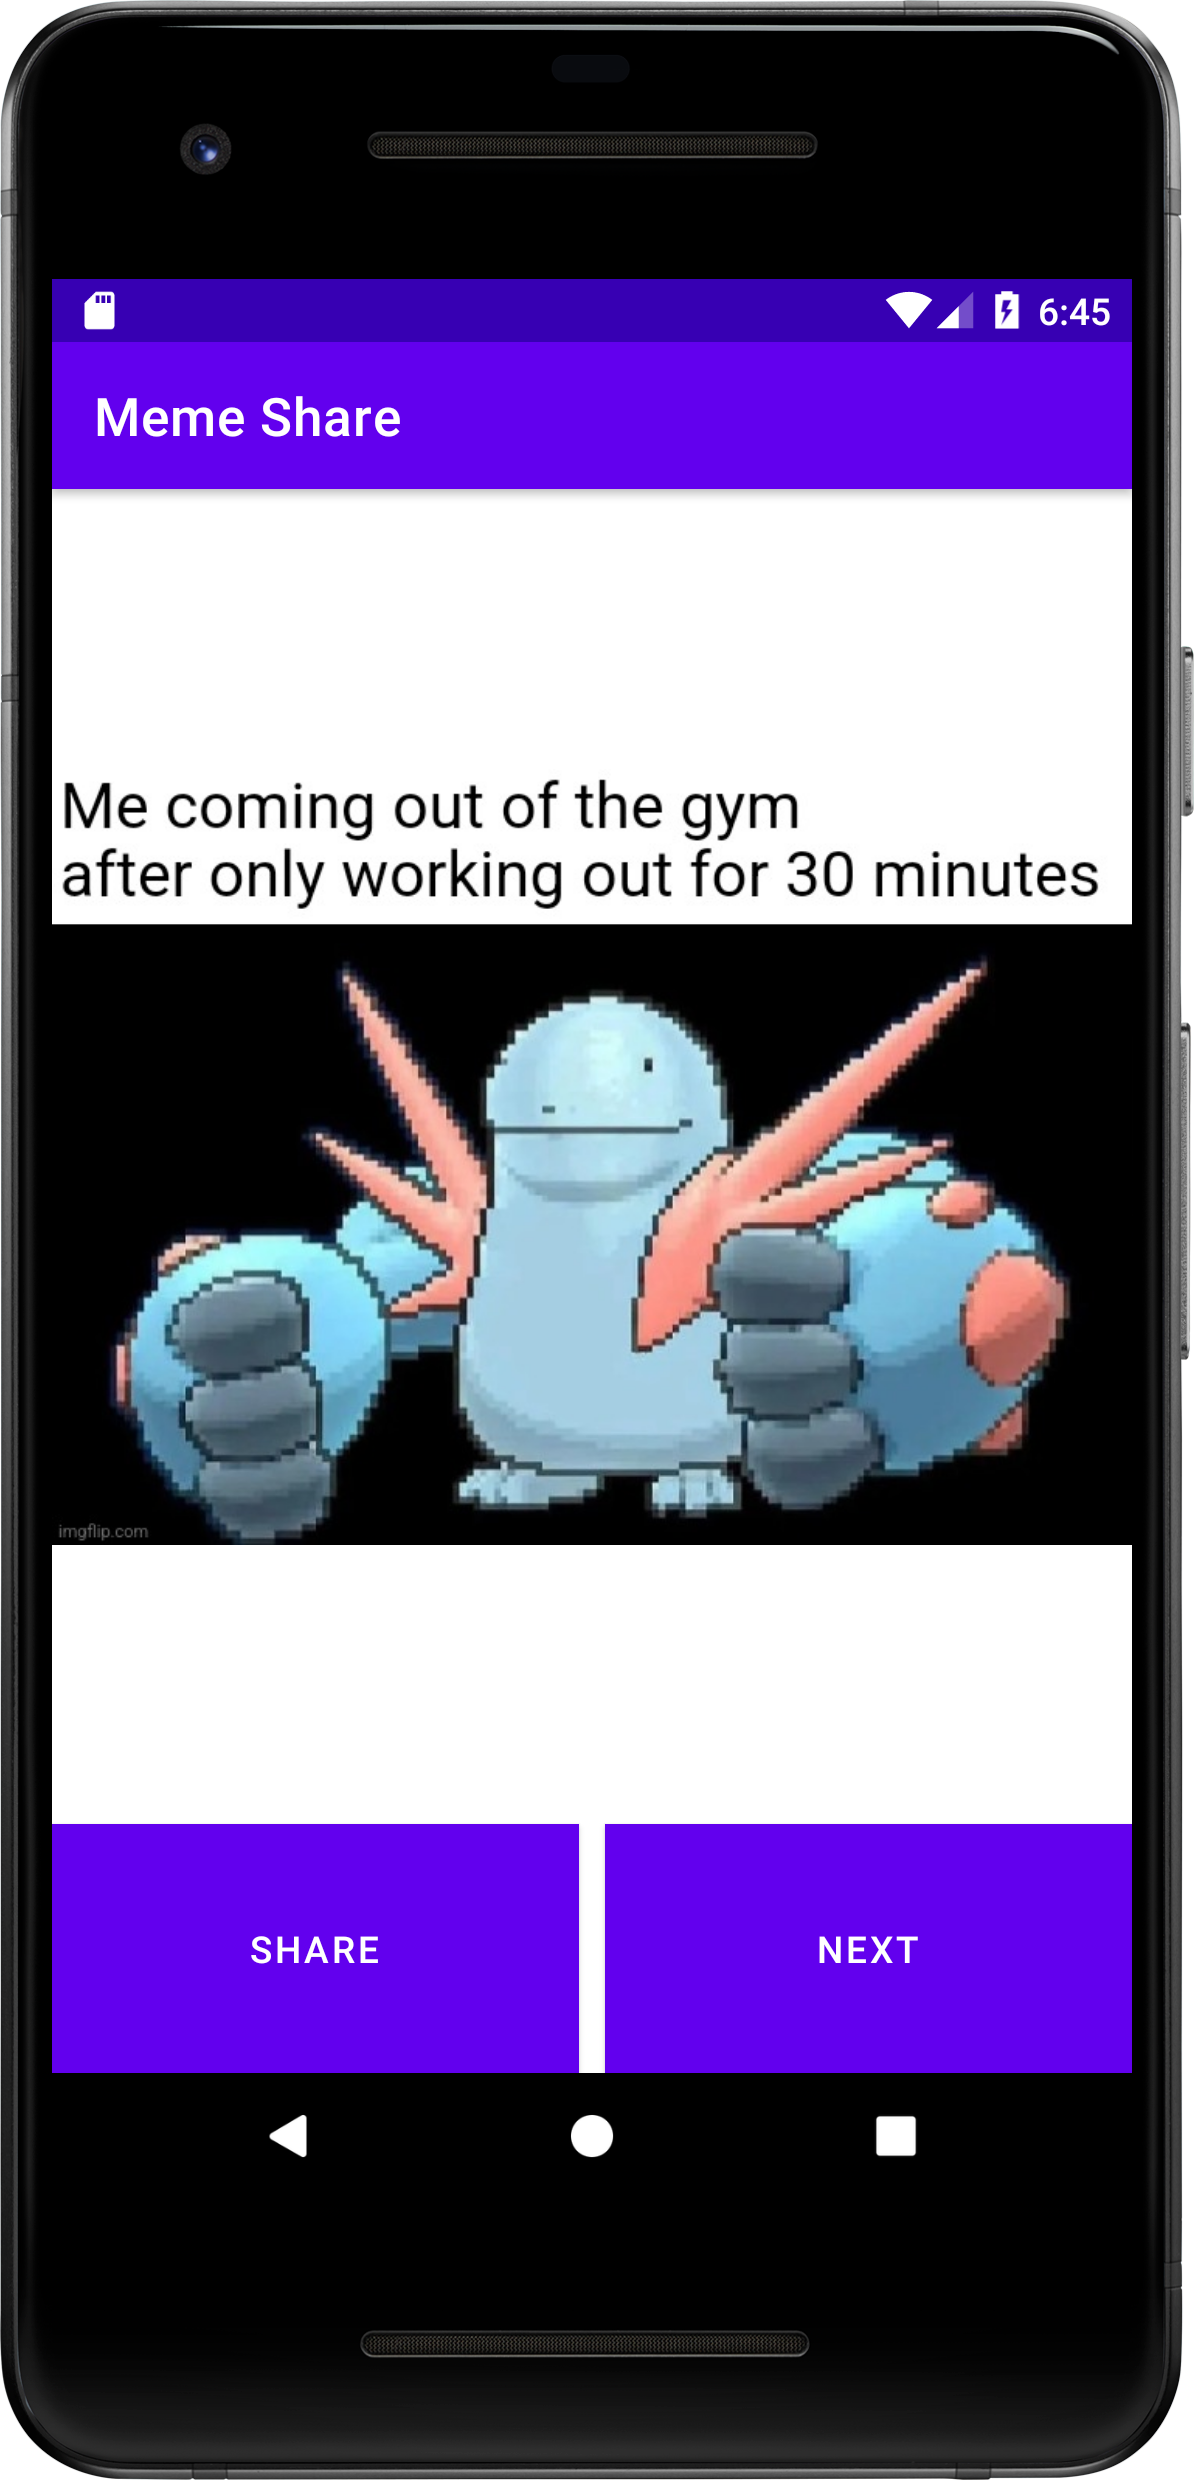 6:45
Meme Share
Me coming out of the gym
after only working out for 30 minutes
imgflip.com
SHARE
NEXT